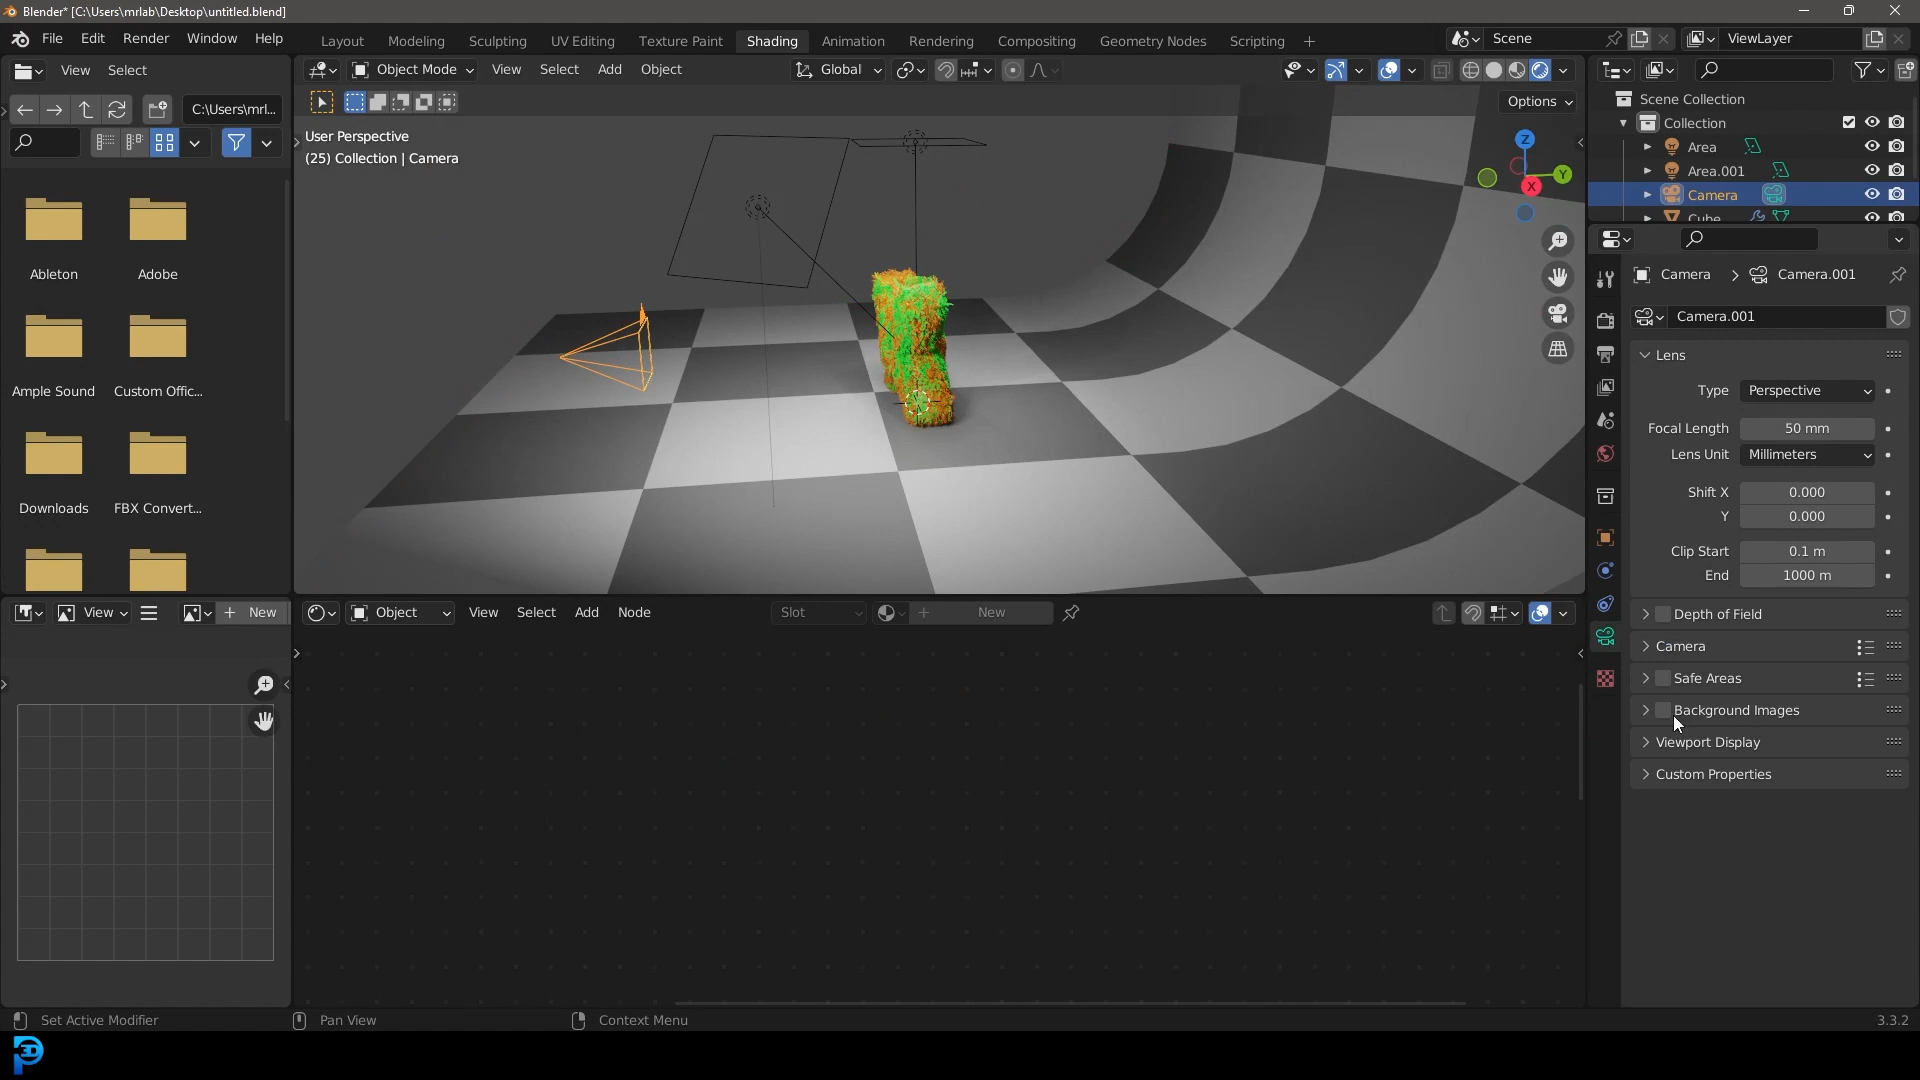 Blender* [C:\Users\mrlab\Desktop\untitled.blend]
File Edit Render Window Help
Layout Modeling Sculpting UV Editing Texture Paint Shading Animation Rendering Compositing Geometry Nodes Scripting +
Scene
ViewLayer
View Select
Object Mode View Select Add Object
Global
C:\Users\mrl...
Options
User Perspective
(25) Collection | Camera
Z
Y
X
Ableton
Adobe
Ample Sound
Custom Offic...
Downloads
FBX Convert...
Scene Collection
Collection
Area
Area.001
Camera
Cube
Camera > Camera.001
Camera.001
Lens
Type Perspective
Focal Length 50 mm
Lens Unit Millimeters
Shift X 0.000
Y 0.000
Clip Start 0.1 m
End 1000 m
Depth of Field
Camera
Safe Areas
Background Images
Viewport Display
Custom Properties
View
New
Object View Select Add Node
Slot
New
Set Active Modifier
Pan View
Context Menu
3.3.2
3D